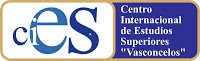 CiES
Centro
Internacional
de Estudios
Superiores
"Vasconcelos"